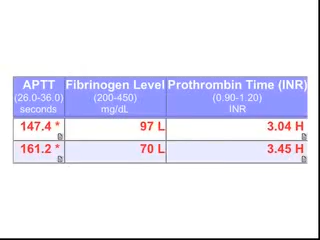 APTT Fibrinogen Level Prothrombin Time (INR)
(26.0-36.0) (200-450) (0.90-1.20)
seconds mg/dL INR
147.4 * 97 L 3.04 H
161.2 * 70 L 3.45 H